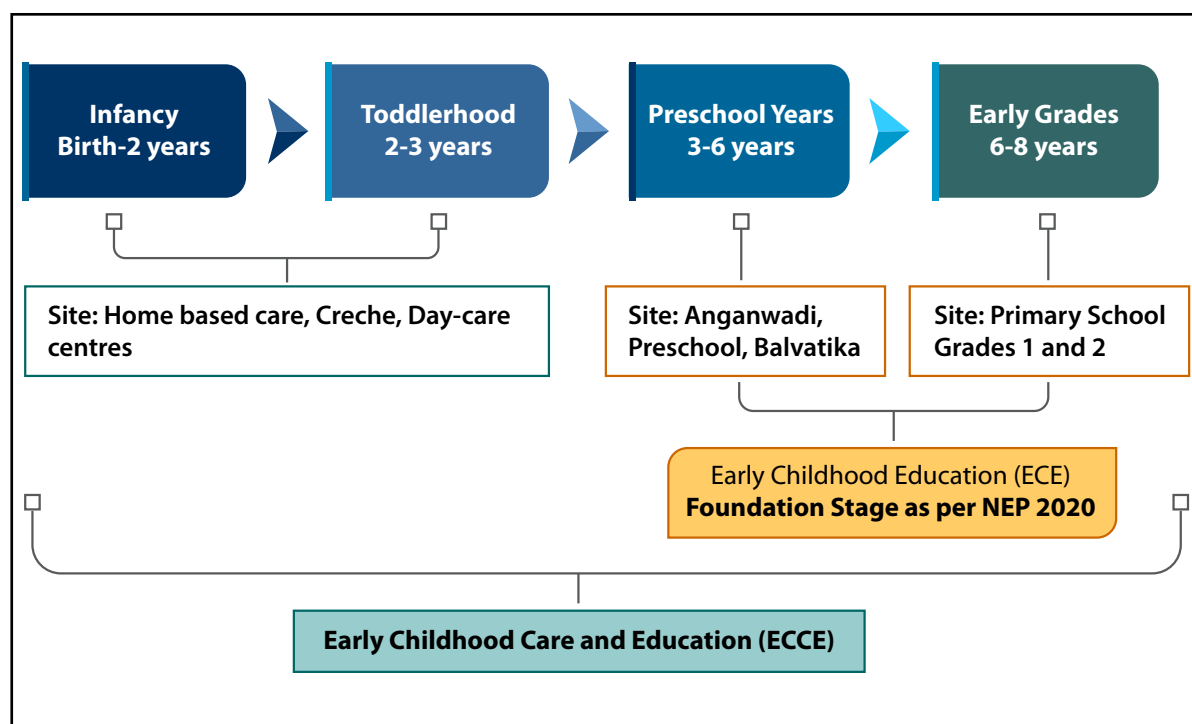 Infancy
Birth-2 years
Toddlerhood
2-3 years
Preschool Years
3-6 years
Early Grades
6-8 years
Site: Home based care, Creche, Day-care
centres
Site: Anganwadi,
Preschool, Balvatika
Site: Primary School
Grades 1 and 2
Early Childhood Education (ECE)
Foundation Stage as per NEP 2020
Early Childhood Care and Education (ECCE)